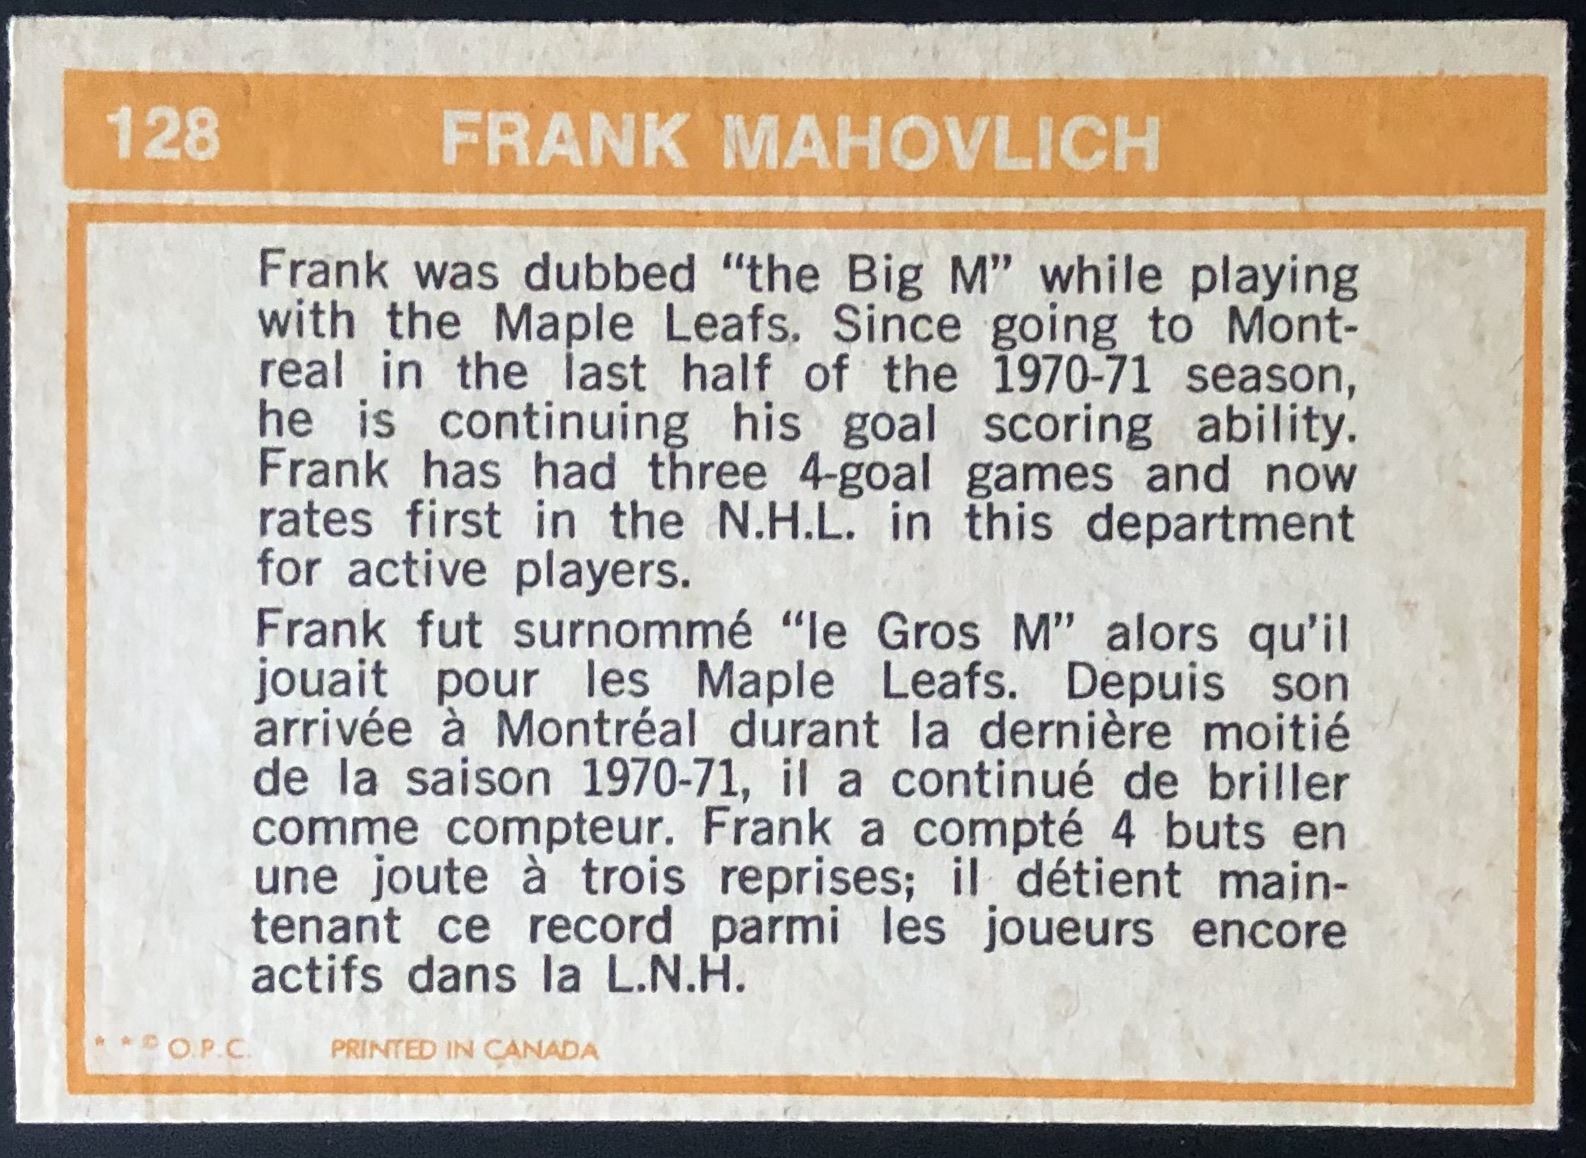 128 FRANK MAHOVLICH
Frank was dubbed “the Big M” while playing
with the Maple Leafs. Since going to Mont-
real in the last half of the 1970-71 season,
he is continuing his goal scoring ability.
Frank has had three 4-goal games and now
rates first in the N.H.L. in this department
for active players.
Frank fut surnommé “le Gros M” alors qu'il
jouait pour les Maple Leafs. Depuis son
arrivée à Montréal durant la dernière moitié
de la saison 1970-71, il a continué de briller
comme compteur. Frank a compté 4 buts en
une joute à trois reprises; il détient main-
tenant ce record parmi les joueurs encore
actifs dans la L.N.H.
* * © O.P.C. PRINTED IN CANADA